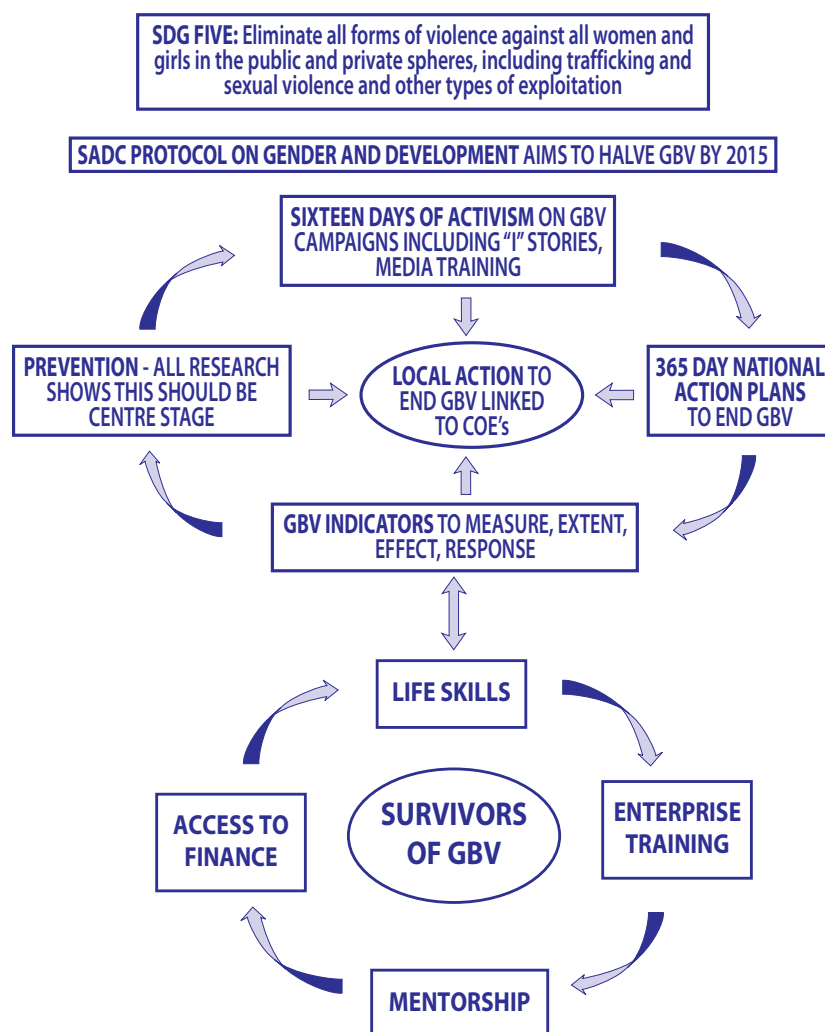 SDG FIVE: Eliminate all forms of violence against all women and
girls in the public and private spheres, including trafficking and
sexual violence and other types of exploitation
SADC PROTOCOL ON GENDER AND DEVELOPMENT AIMS TO HALVE GBV BY 2015
SIXTEEN DAYS OF ACTIVISM ON GBV
CAMPAIGNS INCLUDING “I” STORIES,
MEDIA TRAINING
PREVENTION - ALL RESEARCH
SHOWS THIS SHOULD BE
CENTRE STAGE
LOCAL ACTION TO
END GBV LINKED
TO COE's
365 DAY NATIONAL
ACTION PLANS
TO END GBV
GBV INDICATORS TO MEASURE, EXTENT,
EFFECT, RESPONSE
LIFE SKILLS
ACCESS TO
FINANCE
SURVIVORS
OF GBV
ENTERPRISE
TRAINING
MENTORSHIP